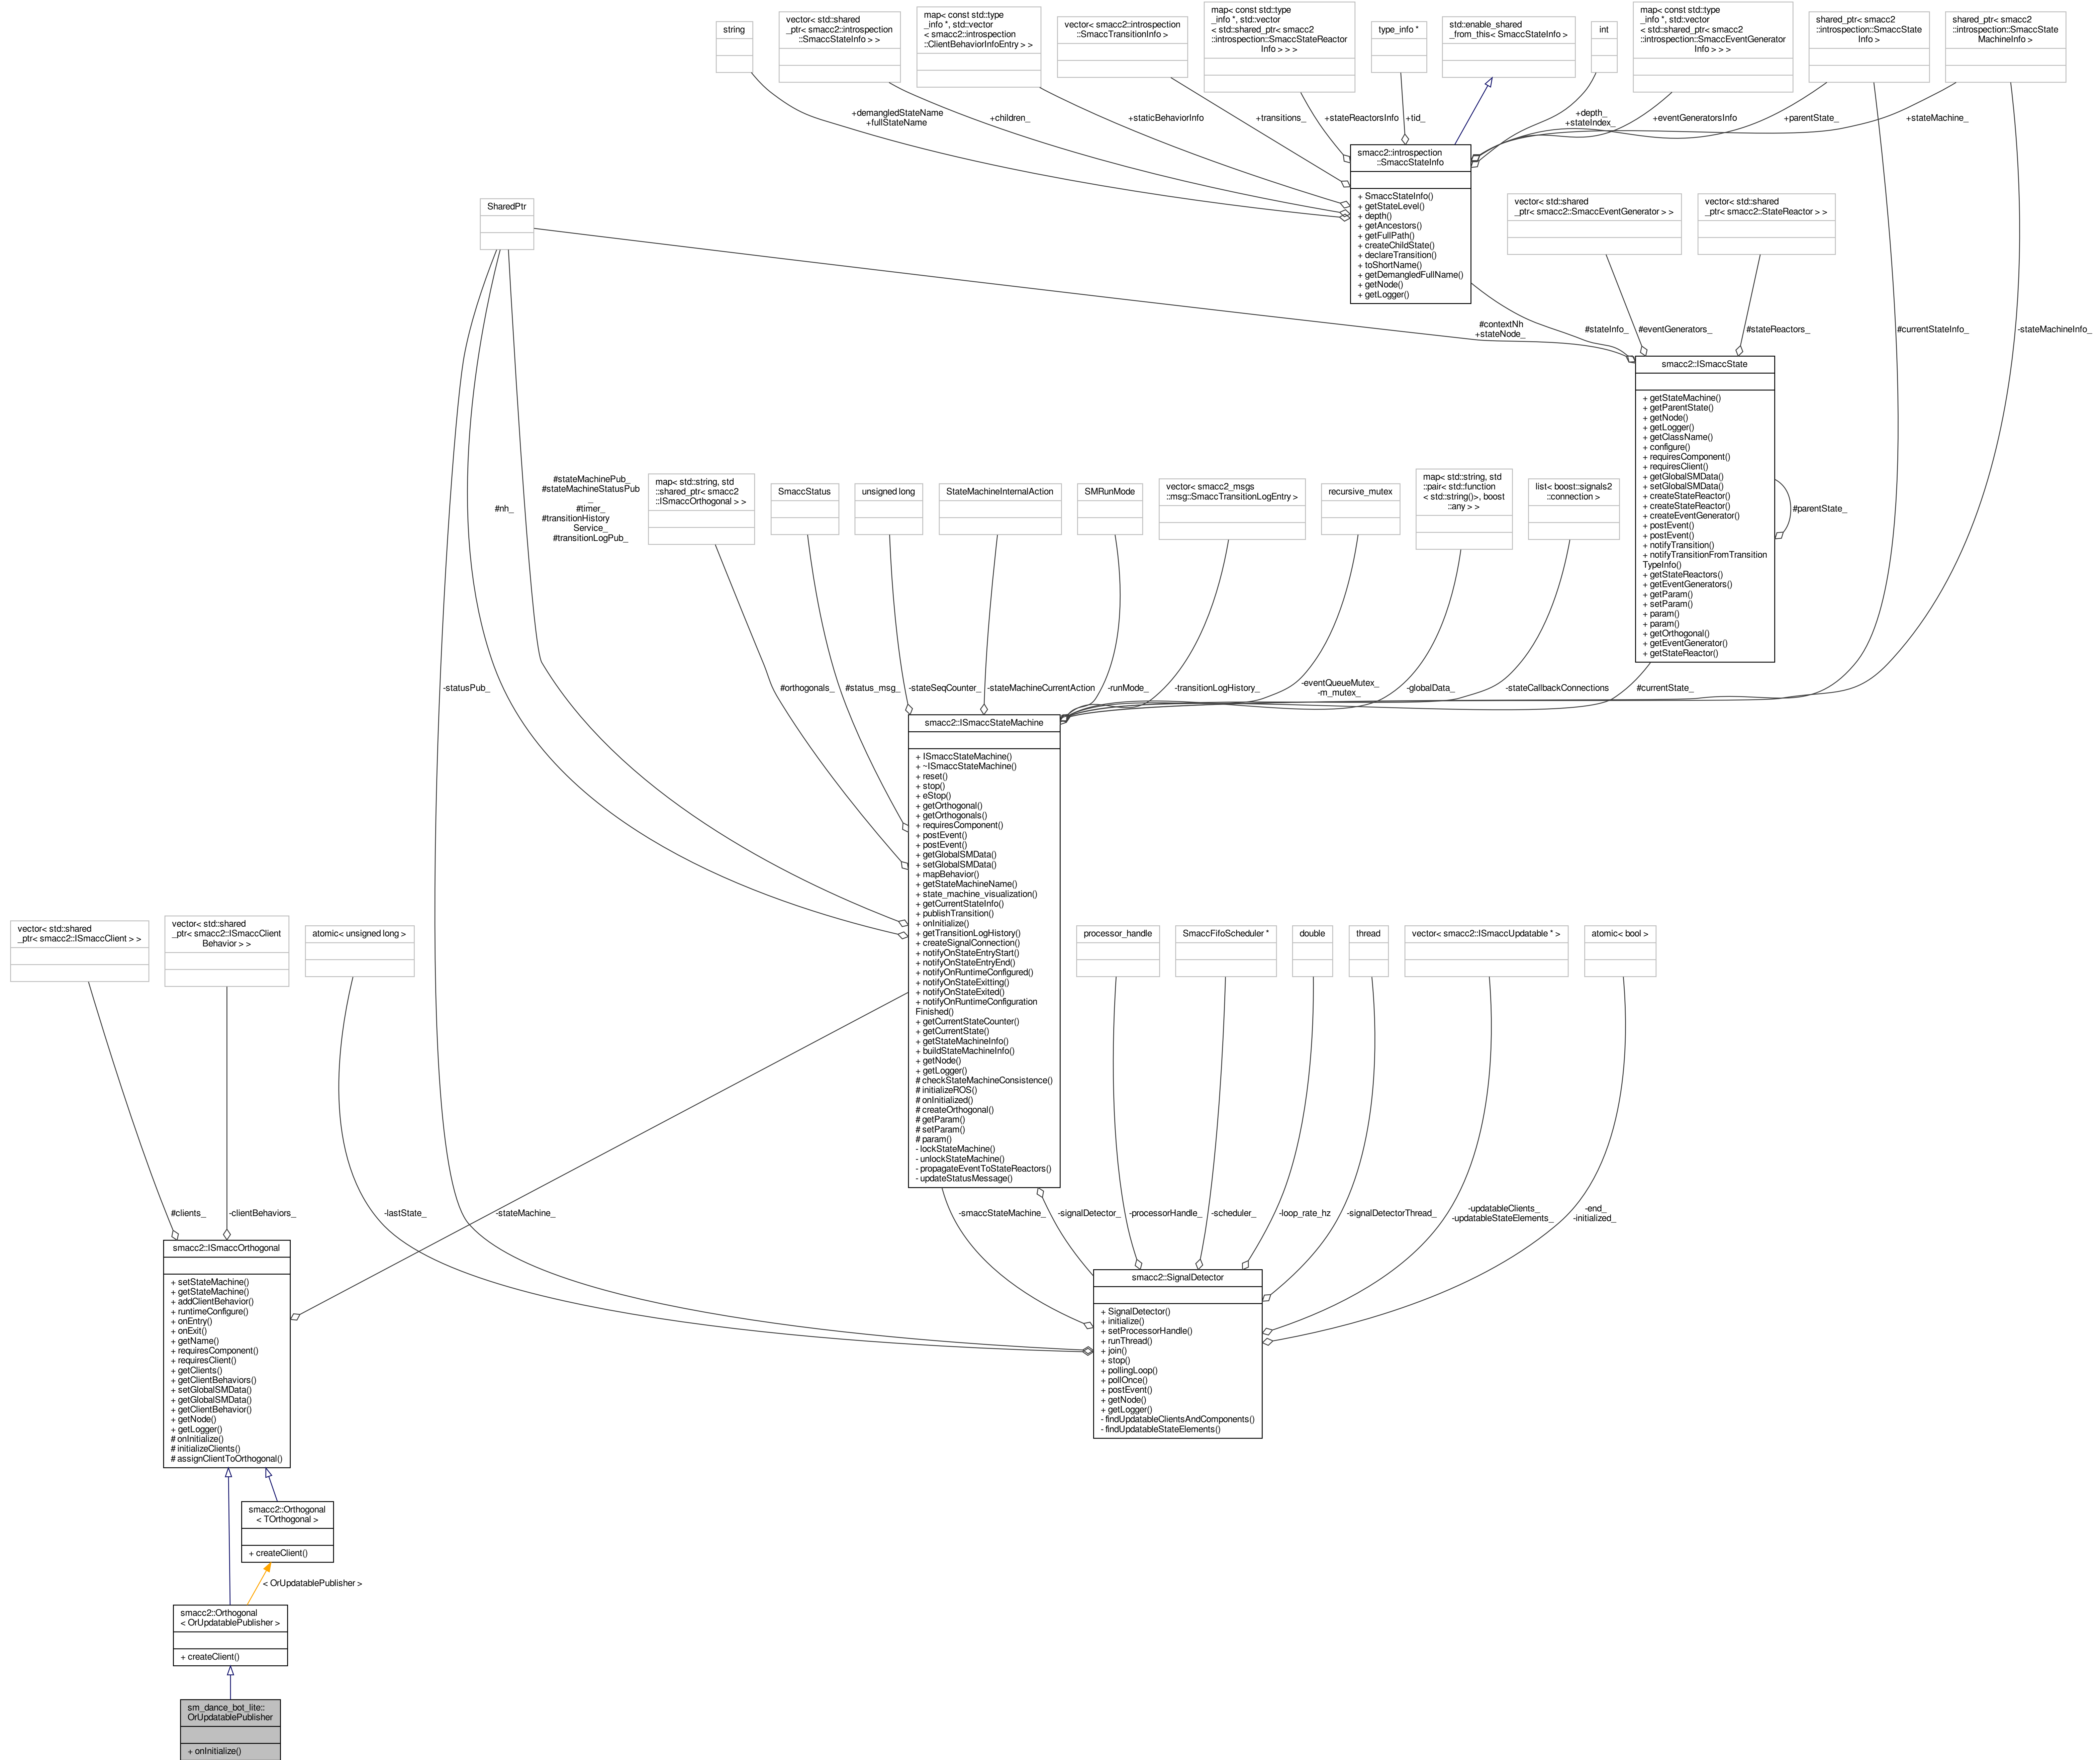 string
vector< std::shared
_ptr< smacc2::introspection
::SmaccStateInfo > >
map< const std::type
_info *, std::vector
< smacc2::introspection
::ClientBehaviorInfoEntry > >
vector< smacc2::introspection
::SmaccTransitionInfo >
map< const std::type
_info *, std::vector
< std::shared_ptr< smacc2
::introspection::SmaccStateReactor
Info > > >
type_info *
std::enable_shared
_from_this< SmaccStateInfo >
int
map< const std::type
_info *, std::vector
< std::shared_ptr< smacc2
::introspection::SmaccEventGenerator
Info > > >
shared_ptr< smacc2
::introspection::SmaccState
Info >
shared_ptr< smacc2
::introspection::SmaccState
MachineInfo >
+demangledStateName
+fullStateName
+children_
+staticBehaviorInfo
+transitions_
+stateReactorsInfo
+tid_
+depth_
+stateIndex_
+eventGeneratorsInfo
+parentState_
+stateMachine_
smacc2::introspection
::SmaccStateInfo
+ SmaccStateInfo()
+ getStateLevel()
+ depth()
+ getAncestors()
+ getFullPath()
+ createChildState()
+ declareTransition()
+ toShortName()
+ getDemangledFullName()
+ getNode()
+ getLogger()
SharedPtr
vector< std::shared
_ptr< smacc2::SmaccEventGenerator > >
vector< std::shared
_ptr< smacc2::StateReactor > >
#contextNh
+stateNode_
#stateInfo_
#eventGenerators_
#stateReactors_
#currentStateInfo_
-stateMachineInfo_
smacc2::ISmaccState
+ getStateMachine()
+ getParentState()
+ getNode()
+ getLogger()
+ getClassName()
+ configure()
+ requiresComponent()
+ requiresClient()
+ getGlobalSMData()
+ setGlobalSMData()
+ createStateReactor()
+ createStateReactor()
+ createEventGenerator()
+ postEvent()
+ postEvent()
+ notifyTransition()
+ notifyTransitionFromTransition
TypeInfo()
+ getStateReactors()
+ getEventGenerators()
+ getParam()
+ setParam()
+ param()
+ param()
+ getOrthogonal()
+ getEventGenerator()
+ getStateReactor()
#parentState_
#nh_
#stateMachinePub_
#stateMachineStatusPub
_
#timer_
#transitionHistory
Service_
#transitionLogPub_
map< std::string, std
::shared_ptr< smacc2
::ISmaccOrthogonal > >
SmaccStatus
unsigned long
StateMachineInternalAction
SMRunMode
vector< smacc2_msgs
::msg::SmaccTransitionLogEntry >
recursive_mutex
map< std::string, std
::pair< std::function
< std::string()>, boost
::any > >
list< boost::signals2
::connection >
-statusPub_
#orthogonals_
#status_msg_
-stateSeqCounter_
-stateMachineCurrentAction
-runMode_
-transitionLogHistory_
-eventQueueMutex_
-m_mutex_
-globalData_
-stateCallbackConnections
#currentState_
smacc2::ISmaccStateMachine
+ ISmaccStateMachine()
+ ~ISmaccStateMachine()
+ reset()
+ stop()
+ eStop()
+ getOrthogonal()
+ getOrthogonals()
+ requiresComponent()
+ postEvent()
+ postEvent()
+ getGlobalSMData()
+ setGlobalSMData()
+ mapBehavior()
+ getStateMachineName()
+ state_machine_visualization()
+ getCurrentStateInfo()
+ publishTransition()
+ onInitialize()
+ getTransitionLogHistory()
+ createSignalConnection()
+ notifyOnStateEntryStart()
+ notifyOnStateEntryEnd()
+ notifyOnRuntimeConfigured()
+ notifyOnStateExitting()
+ notifyOnStateExited()
+ notifyOnRuntimeConfiguration
Finished()
+ getCurrentStateCounter()
+ getCurrentState()
+ getStateMachineInfo()
+ buildStateMachineInfo()
+ getNode()
+ getLogger()
# checkStateMachineConsistence()
# initializeROS()
# onInitialized()
# createOrthogonal()
# getParam()
# setParam()
# param()
- lockStateMachine()
- unlockStateMachine()
- propagateEventToStateReactors()
- updateStatusMessage()
vector< std::shared
_ptr< smacc2::ISmaccClient > >
vector< std::shared
_ptr< smacc2::ISmaccClient
Behavior > >
atomic< unsigned long >
processor_handle
SmaccFifoScheduler *
double
thread
vector< smacc2::ISmaccUpdatable * >
atomic< bool >
#clients_
-clientBehaviors_
-lastState_
-stateMachine_
-smaccStateMachine_
-signalDetector_
-processorHandle_
-scheduler_
-loop_rate_hz
-signalDetectorThread_
-updatableClients_
-updatableStateElements_
-end_
-initialized_
smacc2::ISmaccOrthogonal
+ setStateMachine()
+ getStateMachine()
+ addClientBehavior()
+ runtimeConfigure()
+ onEntry()
+ onExit()
+ getName()
+ requiresComponent()
+ requiresClient()
+ getClients()
+ getClientBehaviors()
+ setGlobalSMData()
+ getGlobalSMData()
+ getClientBehavior()
+ getNode()
+ getLogger()
# onInitialize()
# initializeClients()
# assignClientToOrthogonal()
smacc2::SignalDetector
+ SignalDetector()
+ initialize()
+ setProcessorHandle()
+ runThread()
+ join()
+ stop()
+ pollingLoop()
+ pollOnce()
+ postEvent()
+ getNode()
+ getLogger()
- findUpdatableClientsAndComponents()
- findUpdatableStateElements()
smacc2::Orthogonal
< TOrthogonal >
+ createClient()
< OrUpdatablePublisher >
smacc2::Orthogonal
< OrUpdatablePublisher >
+ createClient()
sm_dance_bot_lite::
OrUpdatablePublisher
+ onInitialize()